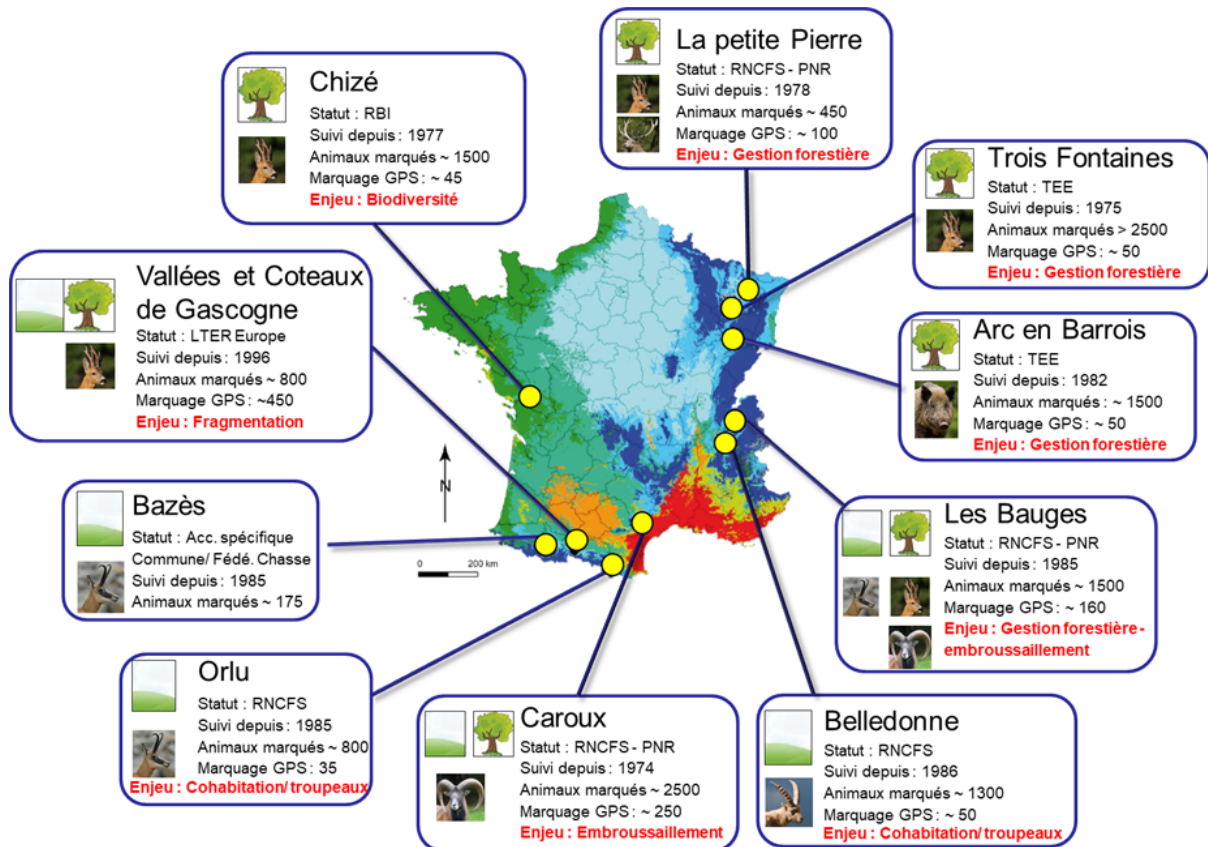 La petite Pierre
Statut : RNCFS - PNR
Suivi depuis : 1978
Animaux marqués ~ 450
Marquage GPS : ~ 100
Enjeu : Gestion forestière
Chizé
Statut : RBI
Suivi depuis : 1977
Animaux marqués ~ 1500
Marquage GPS : ~ 45
Enjeu : Biodiversité
Trois Fontaines
Statut : TEE
Suivi depuis : 1975
Animaux marqués > 2500
Marquage GPS : ~ 50
Enjeu : Gestion forestière
Vallées et Coteaux
de Gascogne
Statut : LTER Europe
Suivi depuis : 1996
Animaux marqués ~ 800
Marquage GPS : ~450
Enjeu : Fragmentation
Arc en Barrois
Statut : TEE
Suivi depuis : 1982
Animaux marqués : ~ 1500
Marquage GPS : ~ 50
Enjeu : Gestion forestière
N
0 200 km
Bazès
Statut : Acc. spécifique
Commune/ Fédé. Chasse
Suivi depuis : 1985
Animaux marqués ~ 175
Les Bauges
Statut : RNCFS - PNR
Suivi depuis : 1985
Animaux marqués ~ 1500
Marquage GPS : ~ 160
Enjeu : Gestion forestière -
embroussaillement
Orlu
Statut : RNCFS
Suivi depuis : 1985
Animaux marqués ~ 800
Marquage GPS : 35
Enjeu : Cohabitation/ troupeaux
Caroux
Statut : RNCFS - PNR
Suivi depuis : 1974
Animaux marqués ~ 2500
Marquage GPS : ~ 250
Enjeu : Embroussaillement
Belledonne
Statut : RNCFS
Suivi depuis : 1986
Animaux marqués ~ 1300
Marquage GPS : ~ 50
Enjeu : Cohabitation/ troupeaux